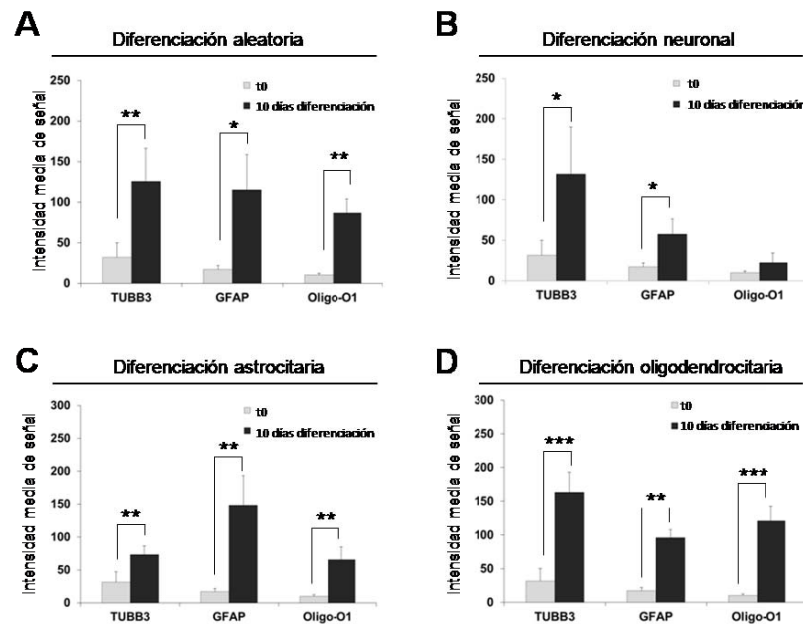 A
Diferenciación aleatoria
Intensidad media de señal
250
200
150
100
50
0
t0
10 días diferenciación
**
*
**
TUBB3
GFAP
Oligo-O1
B
Diferenciación neuronal
Intensidad media de señal
250
200
150
100
50
0
t0
10 días diferenciación
*
*
TUBB3
GFAP
Oligo-O1
C
Diferenciación astrocitaria
Intensidad media de señal
300
250
200
150
100
50
0
t0
10 días diferenciación
**
**
**
TUBB3
GFAP
Oligo-O1
D
Diferenciación oligodendrocitaria
Intensidad media de señal
300
250
200
150
100
50
0
t0
10 días diferenciación
***
**
***
TUBB3
GFAP
Oligo-O1